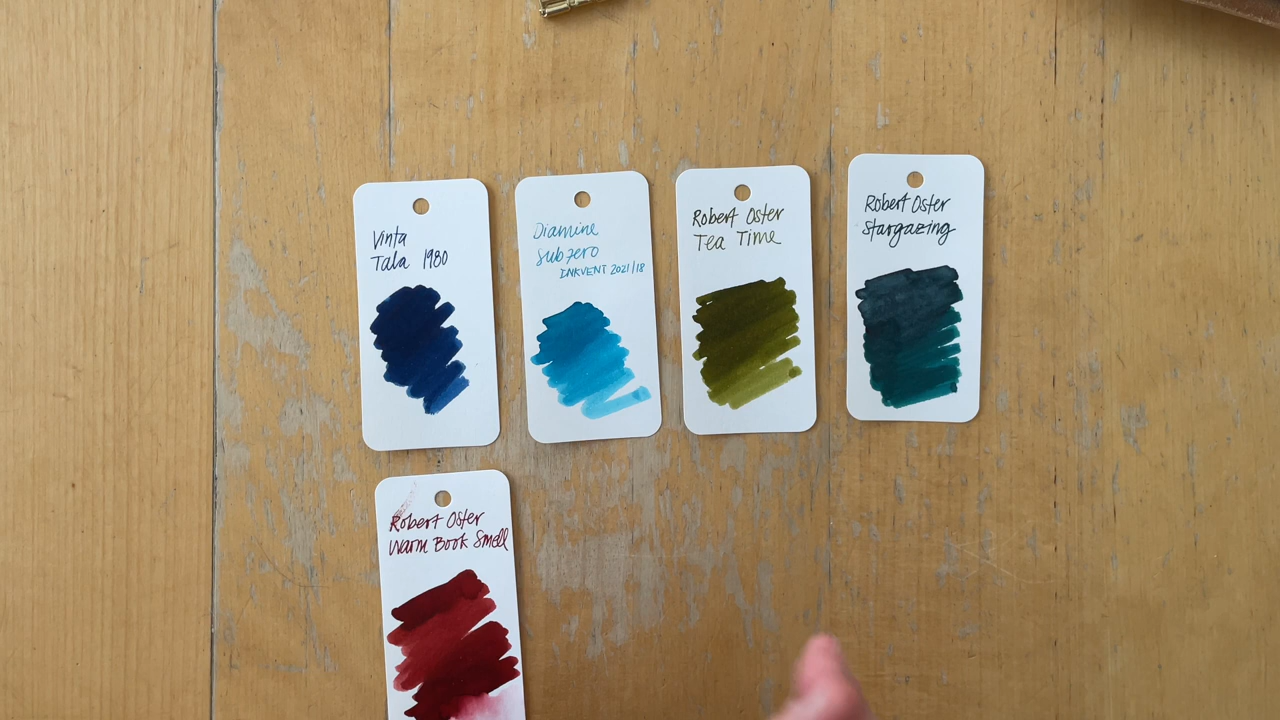 Vinta
Tala 1980
Diamine
Subzero
INKVENT 2021/18
Robert Oster
Tea Time
Robert Oster
Stargazing
Robert Oster
Warm Book Smell